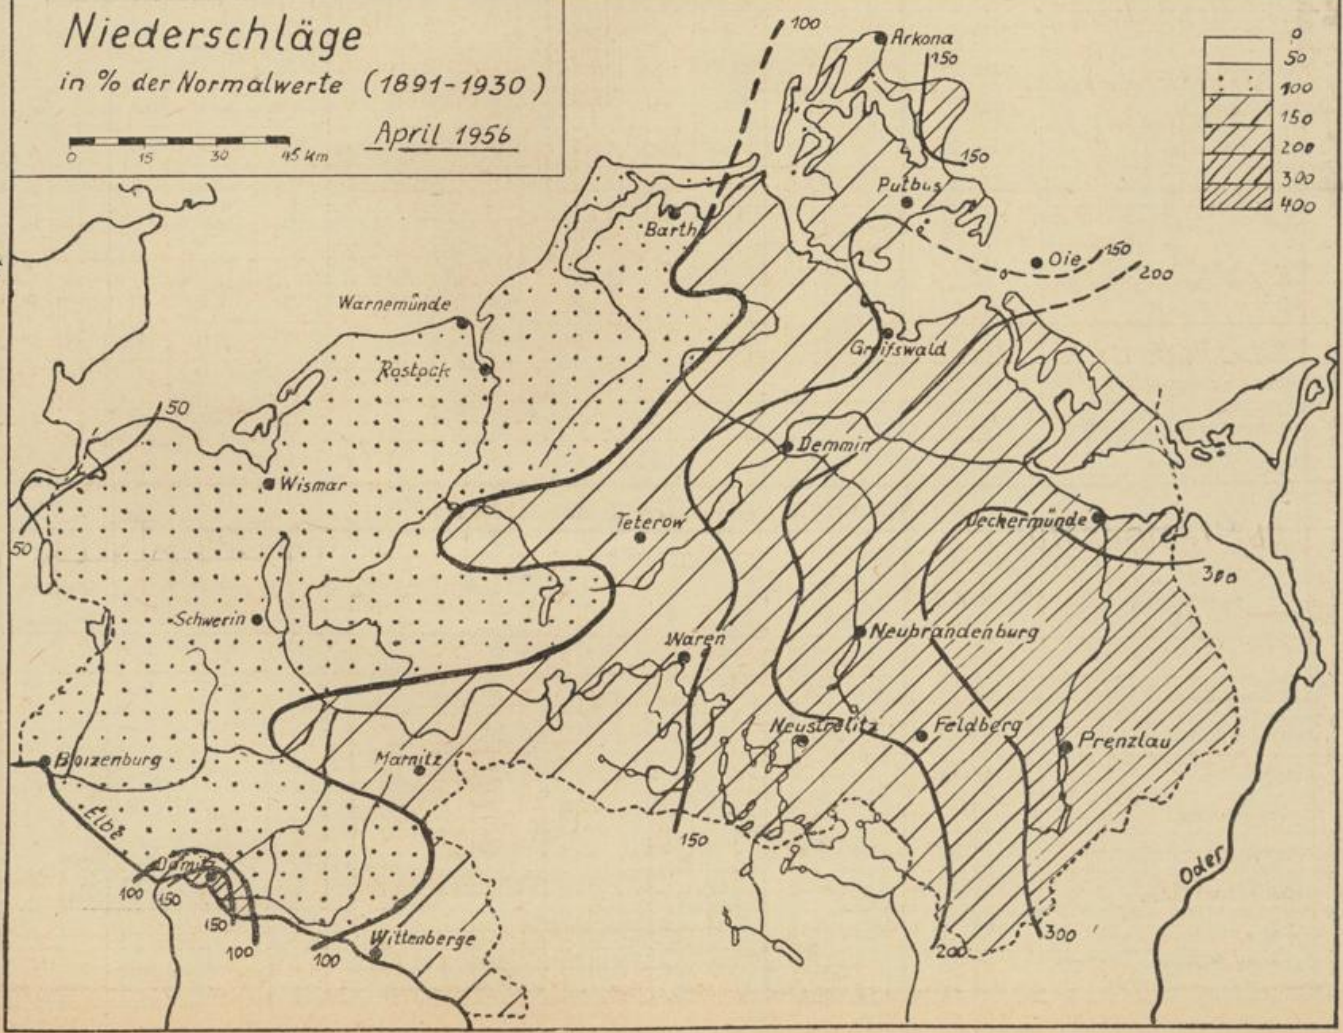 Niederschläge
in % der Normalwerte (1891-1930)
April 1956
0 15 30 45 km
0
50
100
150
200
300
400
100
Arkona
150
150
Putbus
Barth
Oie
150
200
Warnemünde
Greifswald
Rostock
50
Demmin
Wismar
Teterow
Ueckermünde
50
300
Schwerin
Neubrandenburg
Waren
Neustrelitz
Feldberg
Prenzlau
Boizenburg
Marnitz
Elbe
150
Oder
Dömitz
100
150
150
100
100
Wittenberge
200
300